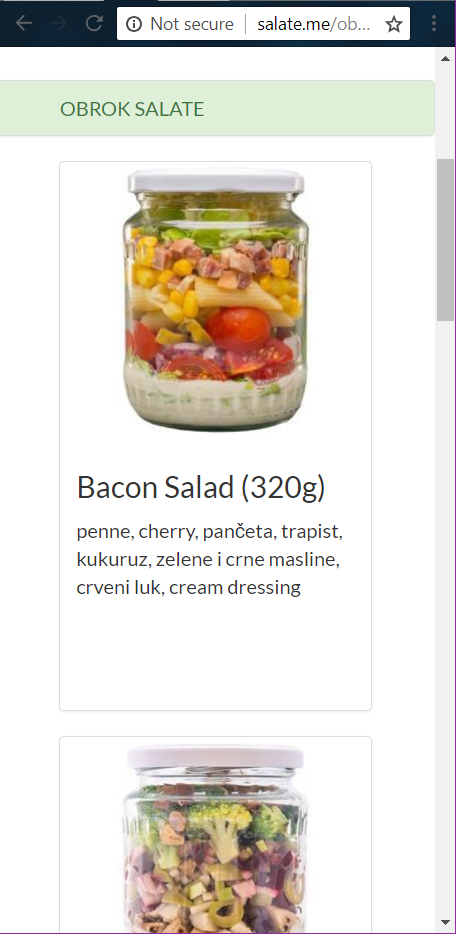 Not secure | salate.me/ob...
OBROK SALATE
Bacon Salad (320g)
penne, cherry, pančeta, trapist,
kukuruz, zelene i crne masline,
crveni luk, cream dressing